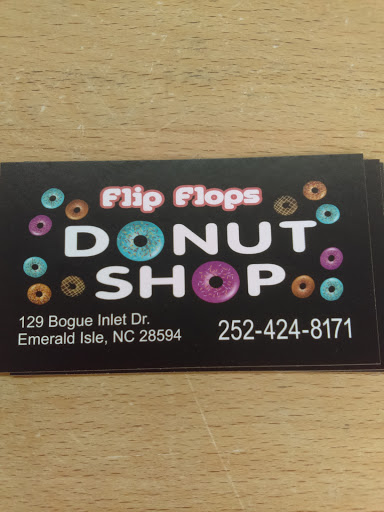 Flip Flops
DONUT
SHOP
129 Bogue Inlet Dr.
Emerald Isle, NC 28594
252-424-8171